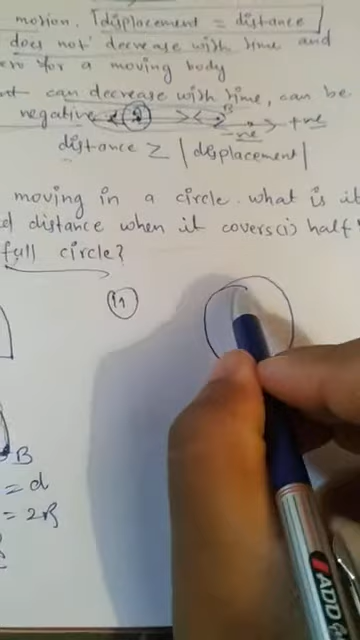 motion. [displacement = distance]
does not decrease with time and
for a moving body
can decrease with time, can be
negative
-ve +ve
distance ≥ |displacement|
moving in a circle. what is it
distance when it covers (i) half
full circle?
B
= d
= 2R
ADD